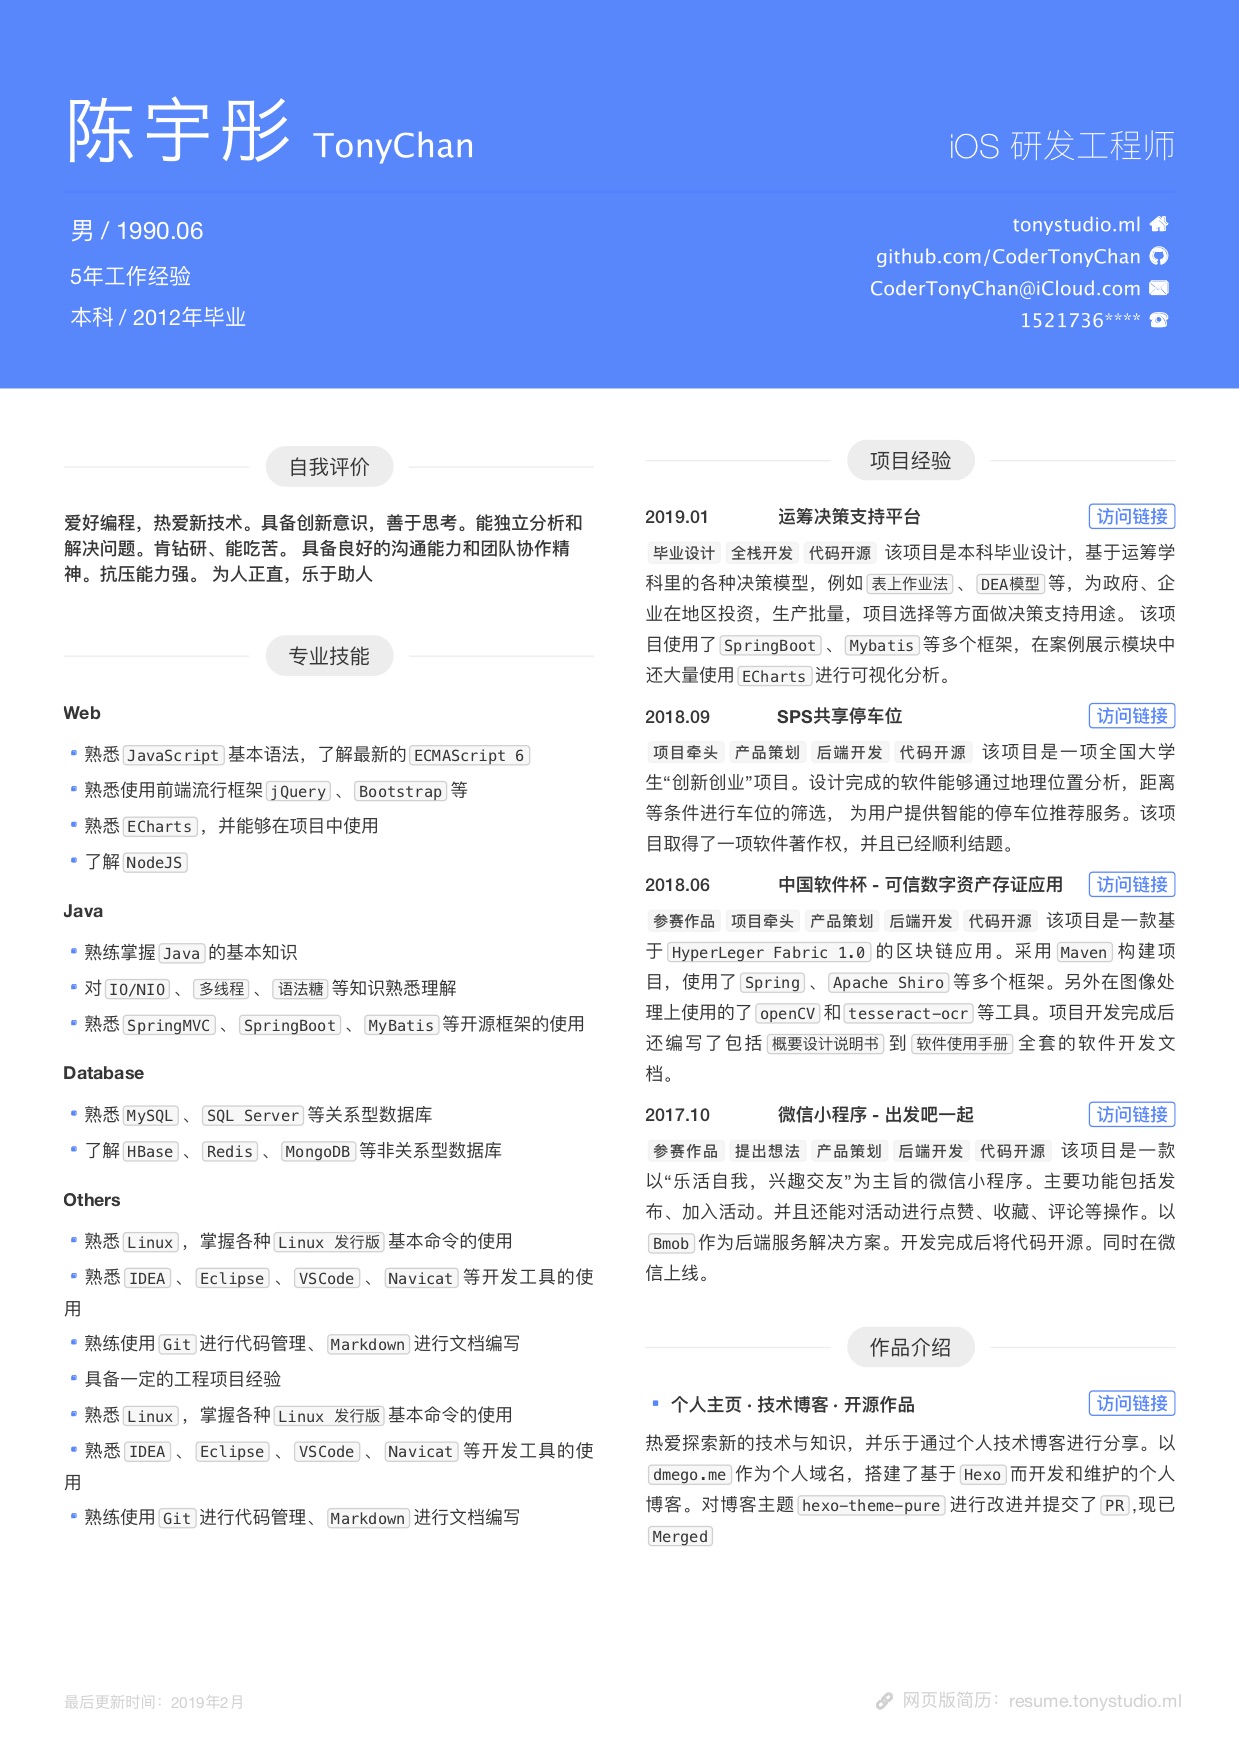 陈宇彤 TonyChan
iOS 研发工程师
男 / 1990.06
5年工作经验
本科 / 2012年毕业
tonystudio.ml
github.com/CoderTonyChan
CoderTonyChan@iCloud.com
1521736****
自我评价
爱好编程，热爱新技术。具备创新意识，善于思考。能独立分析和
解决问题。肯钻研、能吃苦。 具备良好的沟通能力和团队协作精
神。抗压能力强。 为人正直，乐于助人
专业技能
Web
熟悉 JavaScript 基本语法，了解最新的 ECMAScript 6
熟悉使用前端流行框架 jQuery 、 Bootstrap 等
熟悉 ECharts ，并能够在项目中使用
了解 NodeJS
Java
熟练掌握 Java 的基本知识
对 IO/NIO 、 多线程 、 语法糖 等知识熟悉理解
熟悉 SpringMVC 、 SpringBoot 、 MyBatis 等开源框架的使用
Database
熟悉 MySQL 、 SQL Server 等关系型数据库
了解 HBase 、 Redis 、 MongoDB 等非关系型数据库
Others
熟悉 Linux ，掌握各种 Linux 发行版 基本命令的使用
熟悉 IDEA 、 Eclipse 、 VSCode 、 Navicat 等开发工具的使
用
熟练使用 Git 进行代码管理、 Markdown 进行文档编写
具备一定的工程项目经验
熟悉 Linux ，掌握各种 Linux 发行版 基本命令的使用
熟悉 IDEA 、 Eclipse 、 VSCode 、 Navicat 等开发工具的使
用
熟练使用 Git 进行代码管理、 Markdown 进行文档编写
项目经验
2019.01 运筹决策支持平台 访问链接
毕业设计 全栈开发 代码开源 该项目是本科毕业设计，基于运筹学
科里的各种决策模型，例如 表上作业法 、 DEA模型 等，为政府、企
业在地区投资，生产批量，项目选择等方面做决策支持用途。 该项
目使用了 SpringBoot 、 Mybatis 等多个框架，在案例展示模块中
还大量使用 ECharts 进行可视化分析。
2018.09 SPS共享停车位 访问链接
项目牵头 产品策划 后端开发 代码开源 该项目是一项全国大学
生“创新创业”项目。设计完成的软件能够通过地理位置分析，距离
等条件进行车位的筛选， 为用户提供智能的停车位推荐服务。该项
目取得了一项软件著作权，并且已经顺利结题。
2018.06 中国软件杯 - 可信数字资产存证应用 访问链接
参赛作品 项目牵头 产品策划 后端开发 代码开源 该项目是一款基
于 HyperLeger Fabric 1.0 的区块链应用。采用 Maven 构建项
目，使用了 Spring 、 Apache Shiro 等多个框架。另外在图像处
理上使用的了 openCV 和 tesseract-ocr 等工具。项目开发完成后
还编写了包括 概要设计说明书 到 软件使用手册 全套的软件开发文
档。
2017.10 微信小程序 - 出发吧一起 访问链接
参赛作品 提出想法 产品策划 后端开发 代码开源 该项目是一款
以“乐活自我，兴趣交友”为主旨的微信小程序。主要功能包括发
布、加入活动。并且还能对活动进行点赞、收藏、评论等操作。以
Bmob 作为后端服务解决方案。开发完成后将代码开源。同时在微
信上线。
作品介绍
个人主页 · 技术博客 · 开源作品 访问链接
热爱探索新的技术与知识，并乐于通过个人技术博客进行分享。以
dmego.me 作为个人域名，搭建了基于 Hexo 而开发和维护的个人
博客。对博客主题 hexo-theme-pure 进行改进并提交了 PR ,现已
Merged
最后更新时间：2019年2月
网页版简历：resume.tonystudio.ml